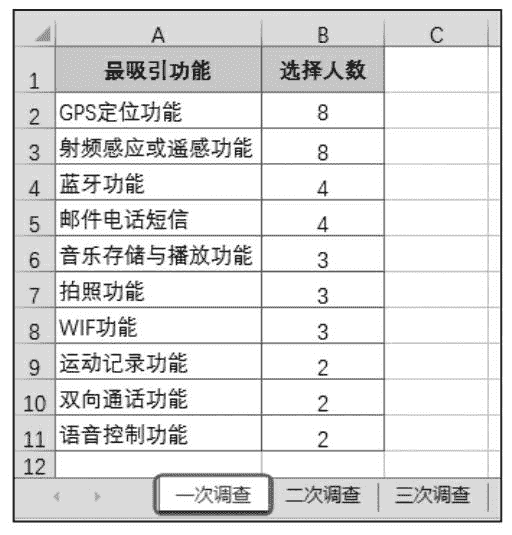 A B C
1 最吸引功能 选择人数
2 GPS定位功能 8
3 射频感应或遥感功能 8
4 蓝牙功能 4
5 邮件电话短信 4
6 音乐存储与播放功能 3
7 拍照功能 3
8 WIF功能 3
9 运动记录功能 2
10 双向通话功能 2
11 语音控制功能 2
12
一次调查 二次调查 三次调查